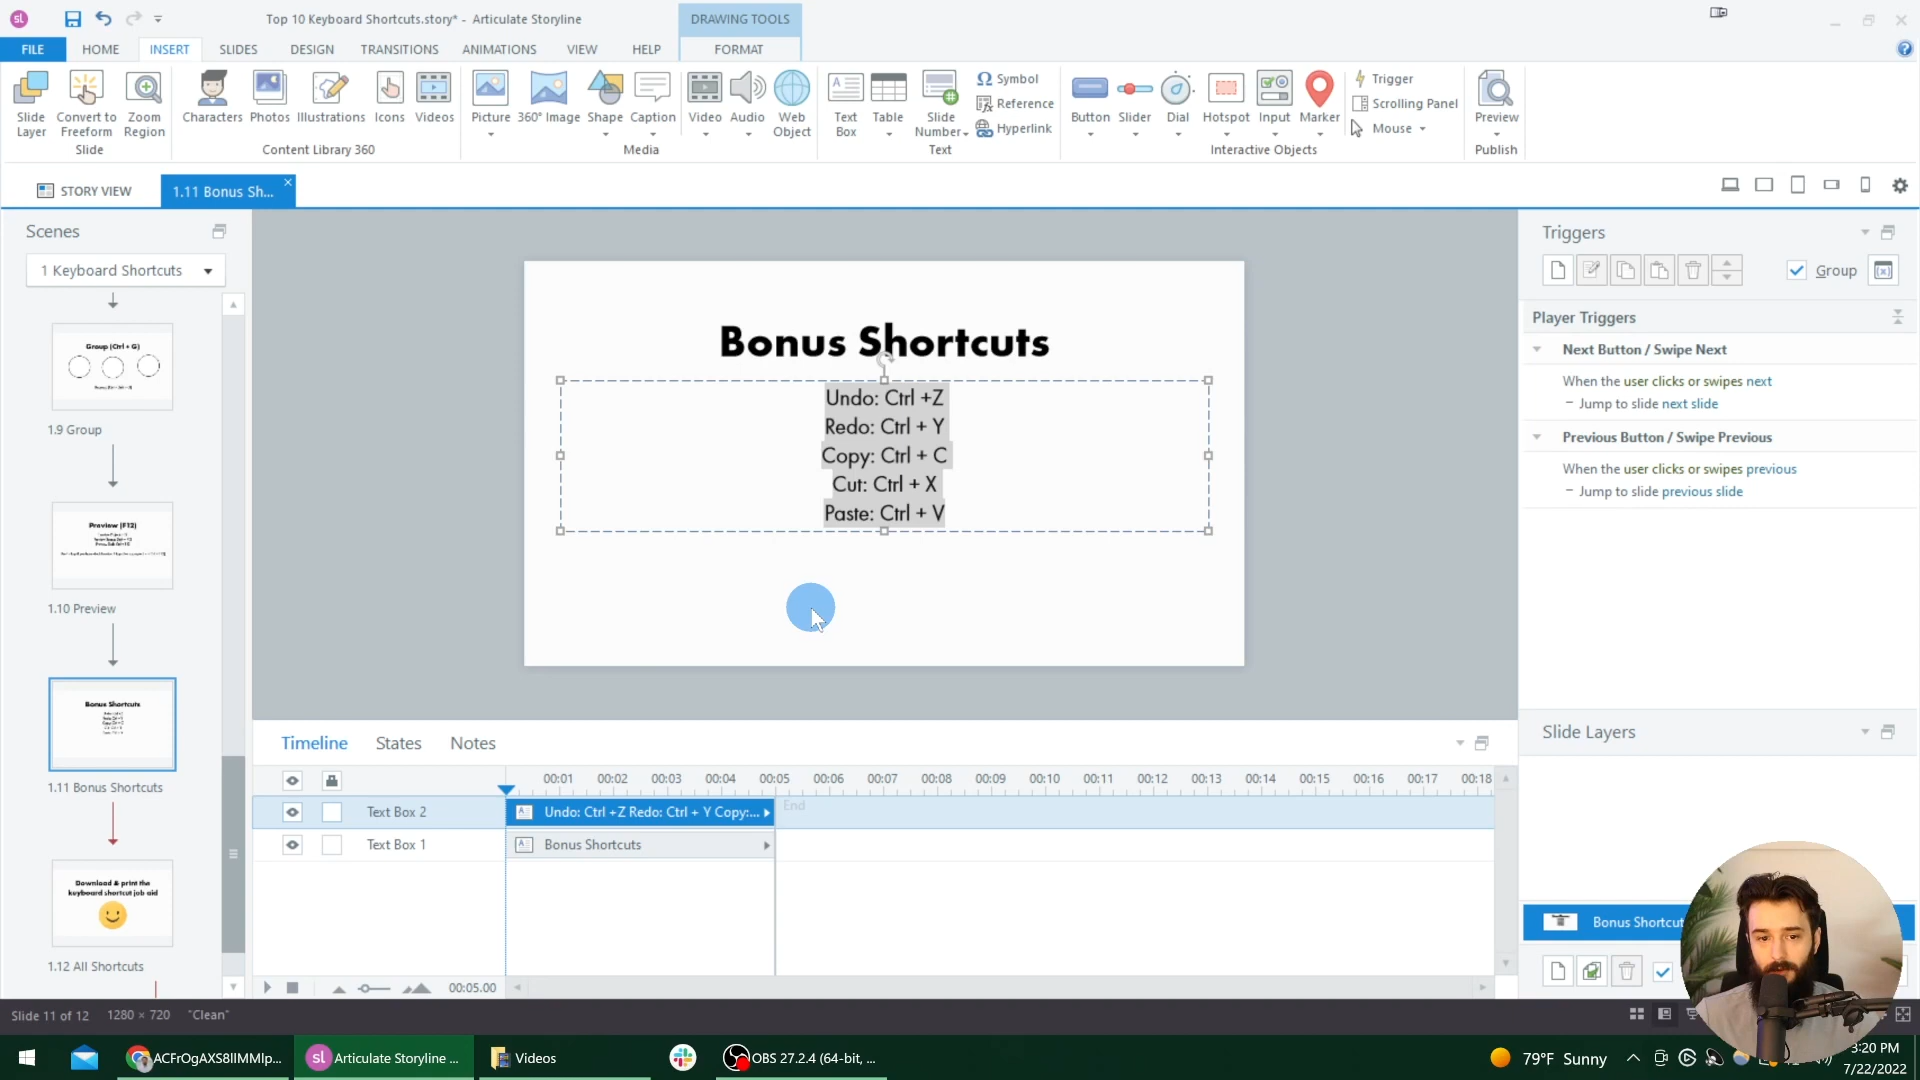 Top 10 Keyboard Shortcuts.story* - Articulate Storyline
DRAWING TOOLS
FILE HOME INSERT SLIDES DESIGN TRANSITIONS ANIMATIONS VIEW HELP FORMAT
Slide Layer
Convert to Freeform
Zoom Region
Slide
Characters Photos Illustrations Icons Videos
Content Library 360
Picture 360° Image Shape Caption
Video Audio Web Object
Media
Text Box
Table
Slide Number
Symbol
Reference
Hyperlink
Text
Button Slider Dial Hotspot Input Marker
Trigger
Scrolling Panel
Mouse
Interactive Objects
Preview
Publish
STORY VIEW
1.11 Bonus Sh...
Scenes
1 Keyboard Shortcuts
Group (Ctrl + G)
1.9 Group
Preview (F12)
1.10 Preview
Bonus Shortcuts
1.11 Bonus Shortcuts
Download & print the
keyboard shortcut job aid
1.12 All Shortcuts
Bonus Shortcuts
Undo: Ctrl +Z
Redo: Ctrl + Y
Copy: Ctrl + C
Cut: Ctrl + X
Paste: Ctrl + V
Triggers
Group
Player Triggers
Next Button / Swipe Next
When the user clicks or swipes next
– Jump to slide next slide
Previous Button / Swipe Previous
When the user clicks or swipes previous
– Jump to slide previous slide
Slide Layers
Bonus Shortcut
Timeline States Notes
00:01 00:02 00:03 00:04 00:05 00:06 00:07 00:08 00:09 00:10 00:11 00:12 00:13 00:14 00:15 00:16 00:17 00:18
Text Box 2
Undo: Ctrl +Z Redo: Ctrl + Y Copy:...
End
Text Box 1
Bonus Shortcuts
00:05.00
Slide 11 of 12 1280 × 720 "Clean"
ACFrOgAXS8lIMMIp...
Articulate Storyline ...
Videos
OBS 27.2.4 (64-bit, ...
79°F Sunny
3:20 PM
7/22/2022